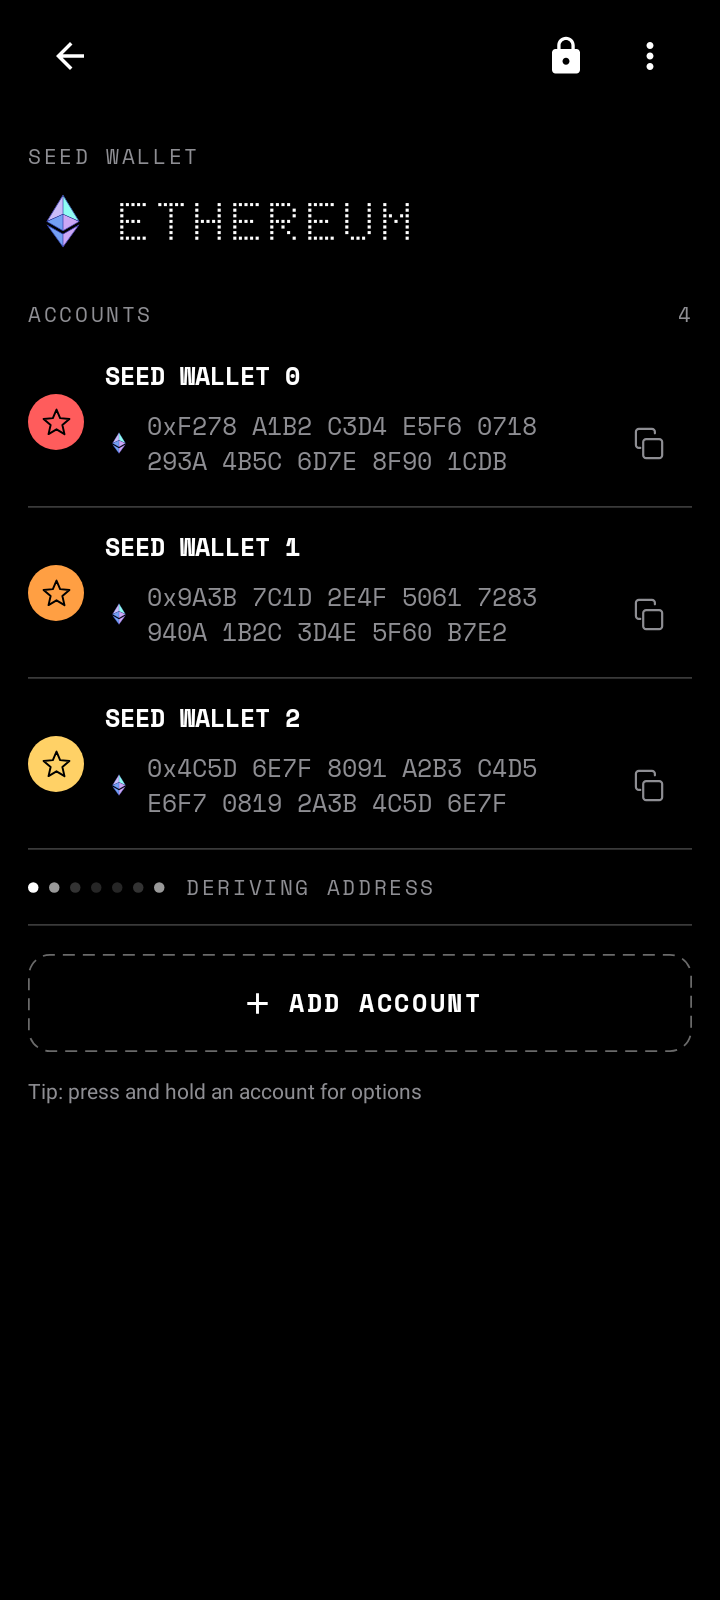 SEED WALLET
ETHEREUM
ACCOUNTS 4
SEED WALLET 0
0xF278 A1B2 C3D4 E5F6 0718
293A 4B5C 6D7E 8F90 1CDB
SEED WALLET 1
0x9A3B 7C1D 2E4F 5061 7283
940A 1B2C 3D4E 5F60 B7E2
SEED WALLET 2
0x4C5D 6E7F 8091 A2B3 C4D5
E6F7 0819 2A3B 4C5D 6E7F
DERIVING ADDRESS
+ ADD ACCOUNT
Tip: press and hold an account for options